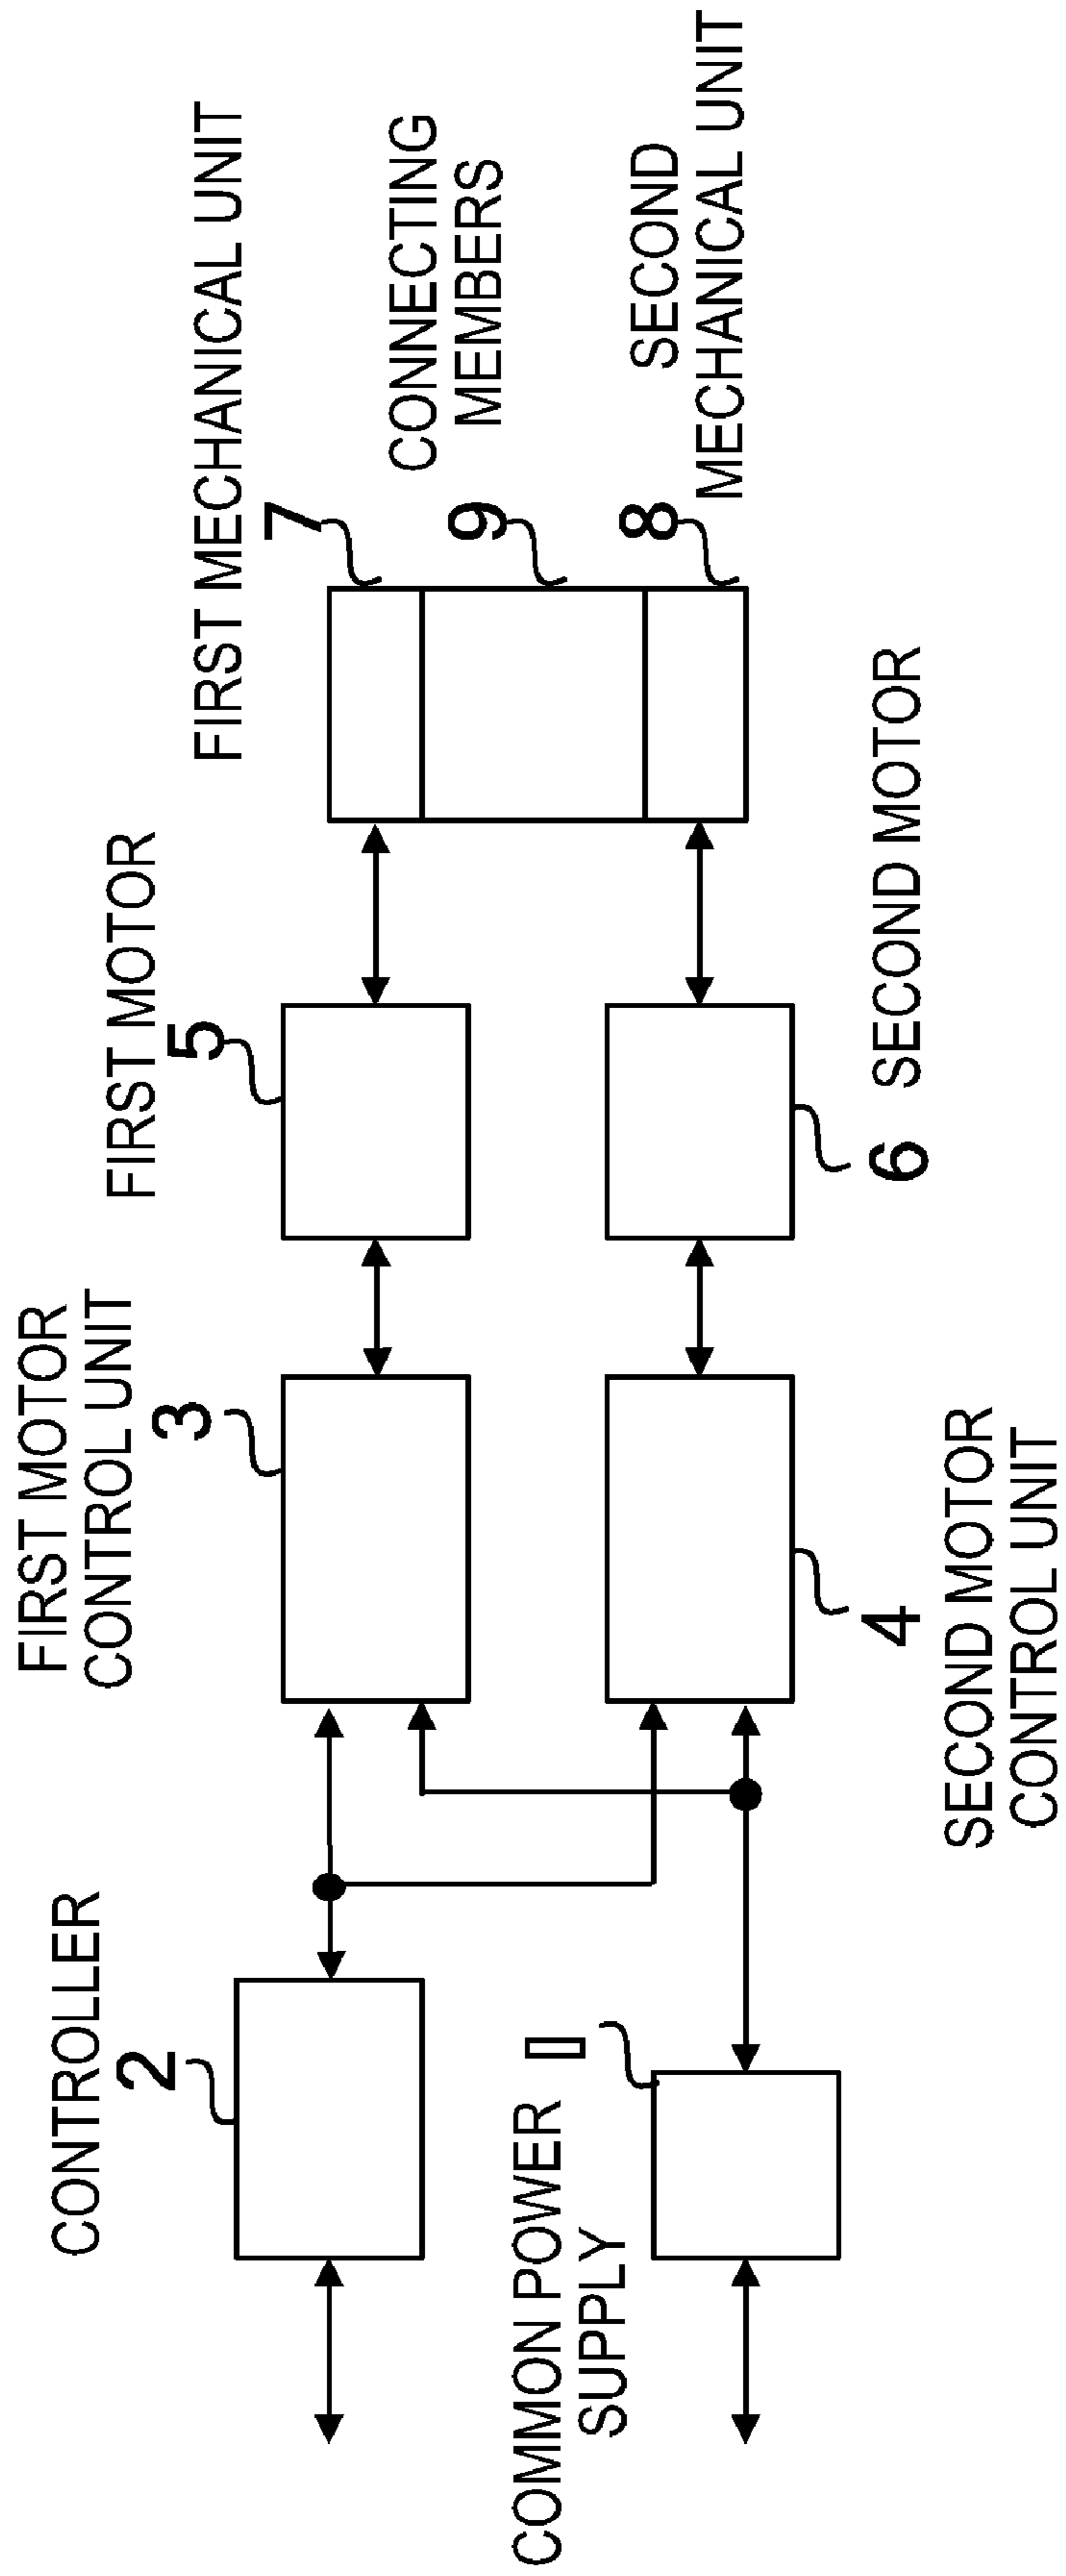 FIRST MOTOR
CONTROL UNIT
3
FIRST MOTOR
5
FIRST MECHANICAL UNIT
7
CONTROLLER
2
CONNECTING
MEMBERS
9
COMMON POWER
SUPPLY
SECOND
MECHANICAL UNIT
8
4
SECOND MOTOR
CONTROL UNIT
6
SECOND MOTOR